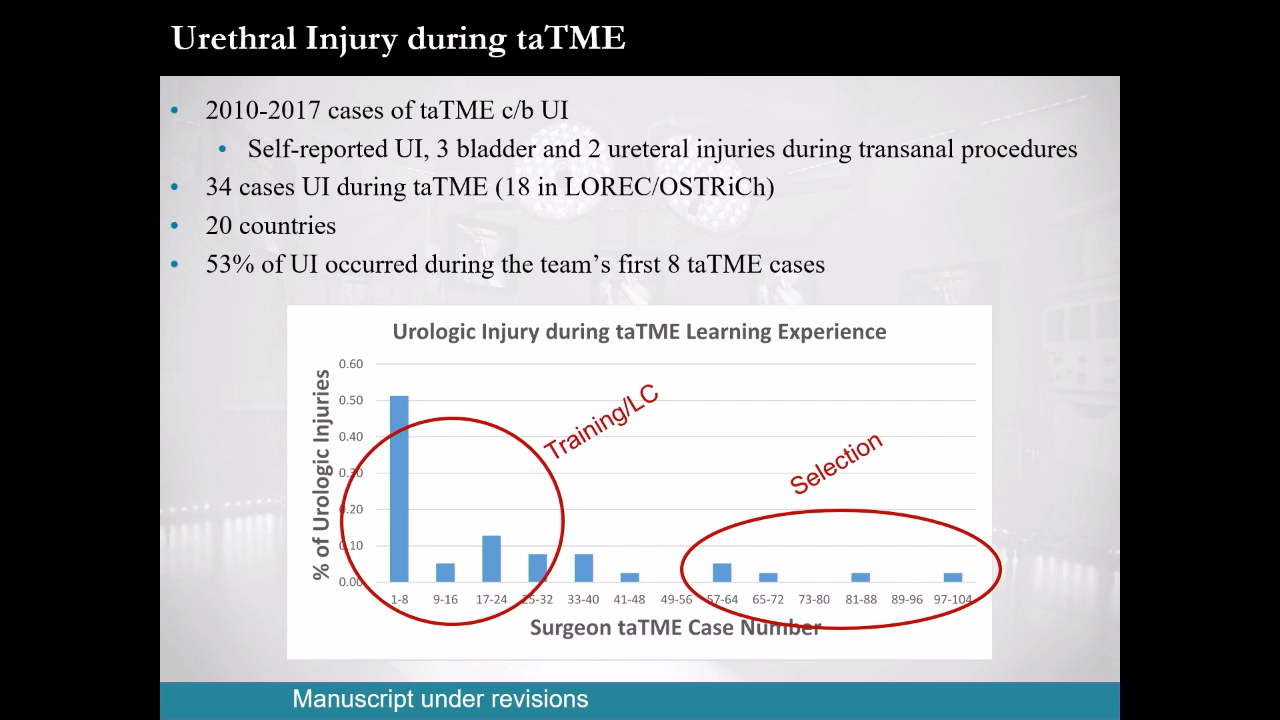 Urethral Injury during taTME
• 2010-2017 cases of taTME c/b UI
• Self-reported UI, 3 bladder and 2 ureteral injuries during transanal procedures
• 34 cases UI during taTME (18 in LOREC/OSTRiCh)
• 20 countries
• 53% of UI occurred during the team's first 8 taTME cases
Urologic Injury during taTME Learning Experience
% of Urologic Injuries
0.60
0.50
0.40
0.30
0.20
0.10
0.00
Training/LC
Selection
1-8 9-16 17-24 25-32 33-40 41-48 49-56 57-64 65-72 73-80 81-88 89-96 97-104
Surgeon taTME Case Number
Manuscript under revisions